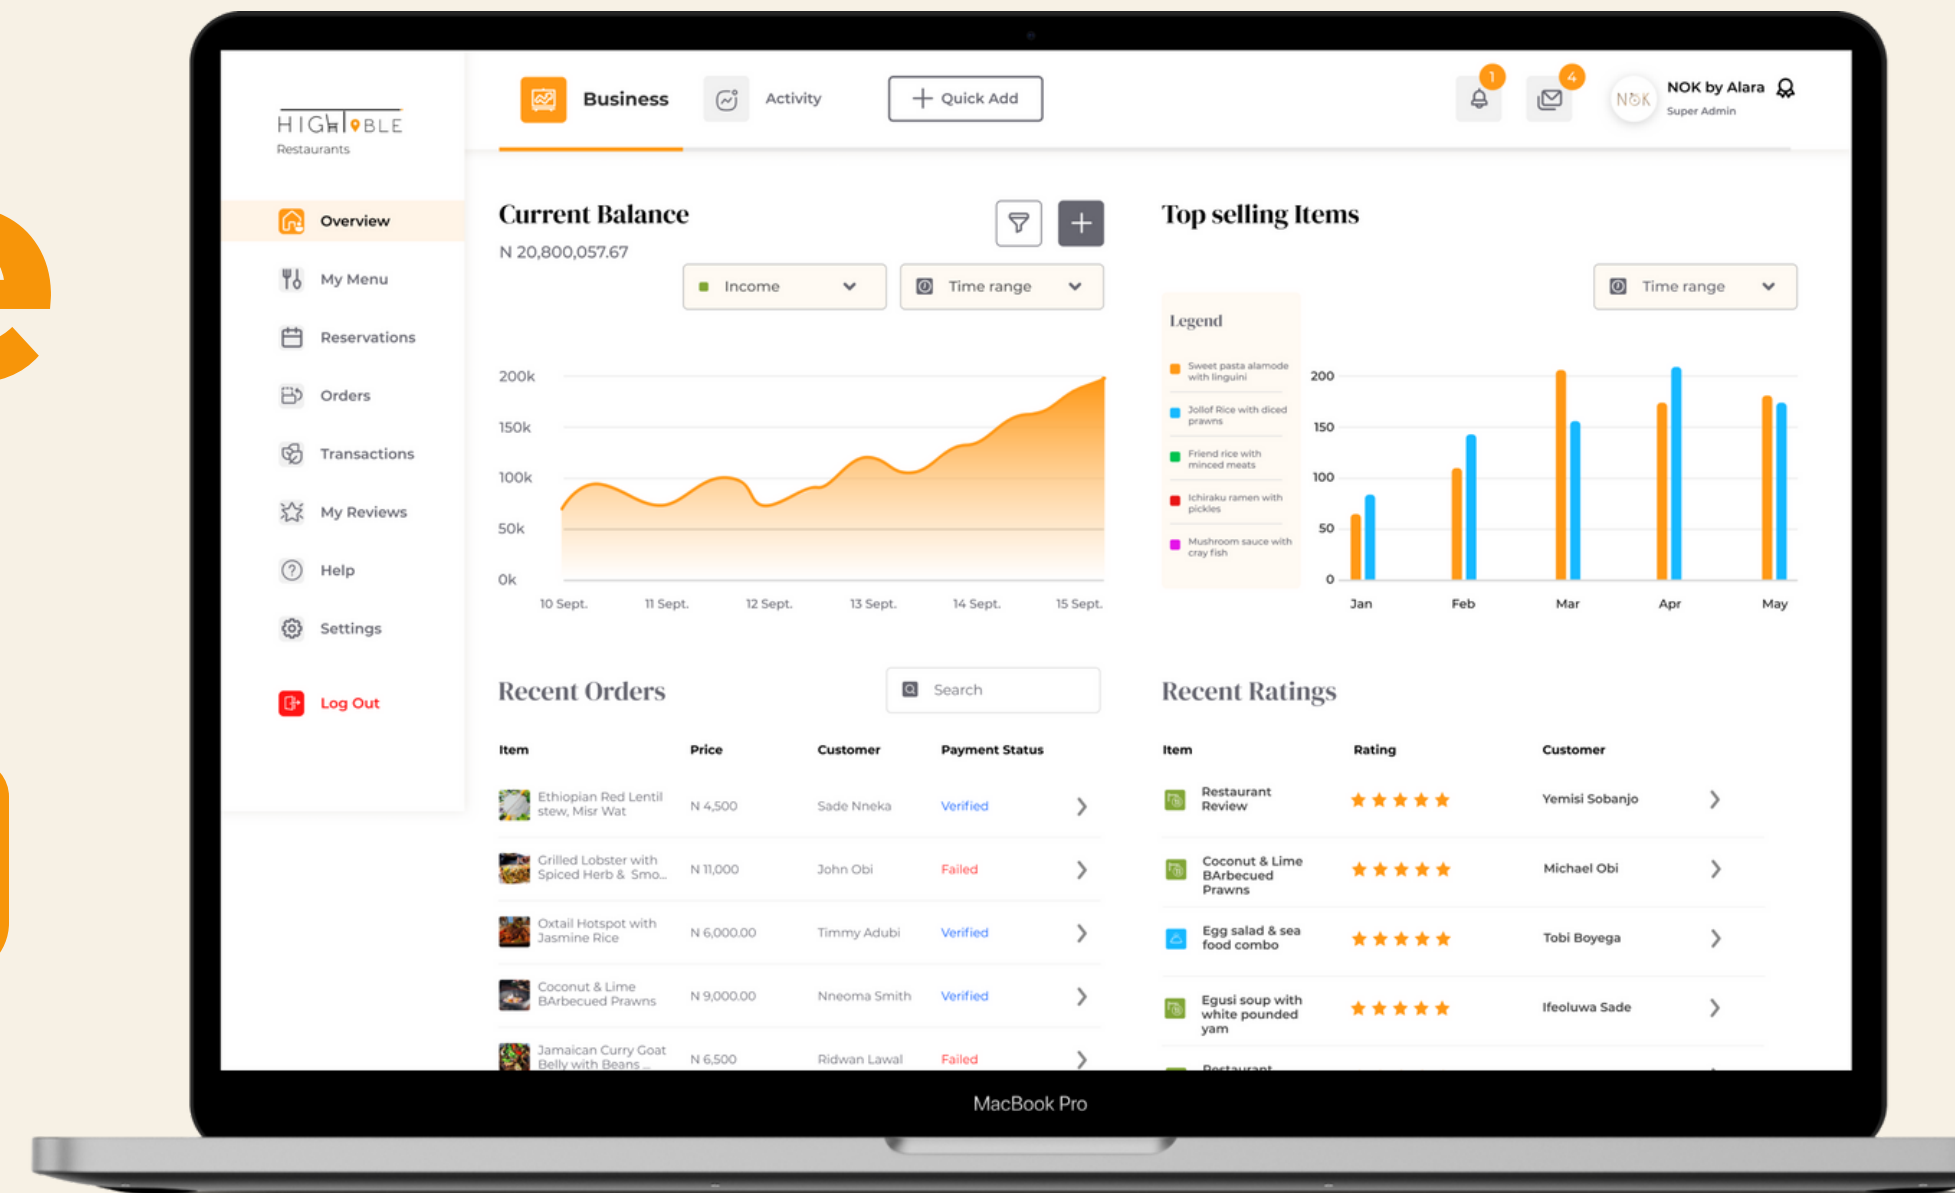 e
HIGHTABLE
Restaurants
Business
Activity
Quick Add
1
4
NOK
NOK by Alara
Super Admin
Overview
My Menu
Reservations
Orders
Transactions
My Reviews
Help
Settings
Log Out
Current Balance
N 20,800,057.67
Income
Time range
200k
150k
100k
50k
0k
10 Sept.
11 Sept.
12 Sept.
13 Sept.
14 Sept.
15 Sept.
Top selling Items
Time range
Legend
Sweet pasta alamode
with linguini
Jollof Rice with diced
prawns
Friend rice with
minced meats
Ichiraku ramen with
pickles
Mushroom sauce with
cray fish
200
150
100
50
0
Jan
Feb
Mar
Apr
May
Recent Orders
Search
Item Price Customer Payment Status
Ethiopian Red Lentil
stew, Misr Wat
N 4,500
Sade Nneka
Verified
Grilled Lobster with
Spiced Herb & Smo...
N 11,000
John Obi
Failed
Oxtail Hotspot with
Jasmine Rice
N 6,000.00
Timmy Adubi
Verified
Coconut & Lime
BArbecued Prawns
N 9,000.00
Nneoma Smith
Verified
Jamaican Curry Goat
Belly with Beans ...
N 6,500
Ridwan Lawal
Failed
Recent Ratings
Item Rating Customer
Restaurant
Review
Yemisi Sobanjo
Coconut & Lime
BArbecued
Prawns
Michael Obi
Egg salad & sea
food combo
Tobi Boyega
Egusi soup with
white pounded
yam
Ifeoluwa Sade
Restaurant
MacBook Pro